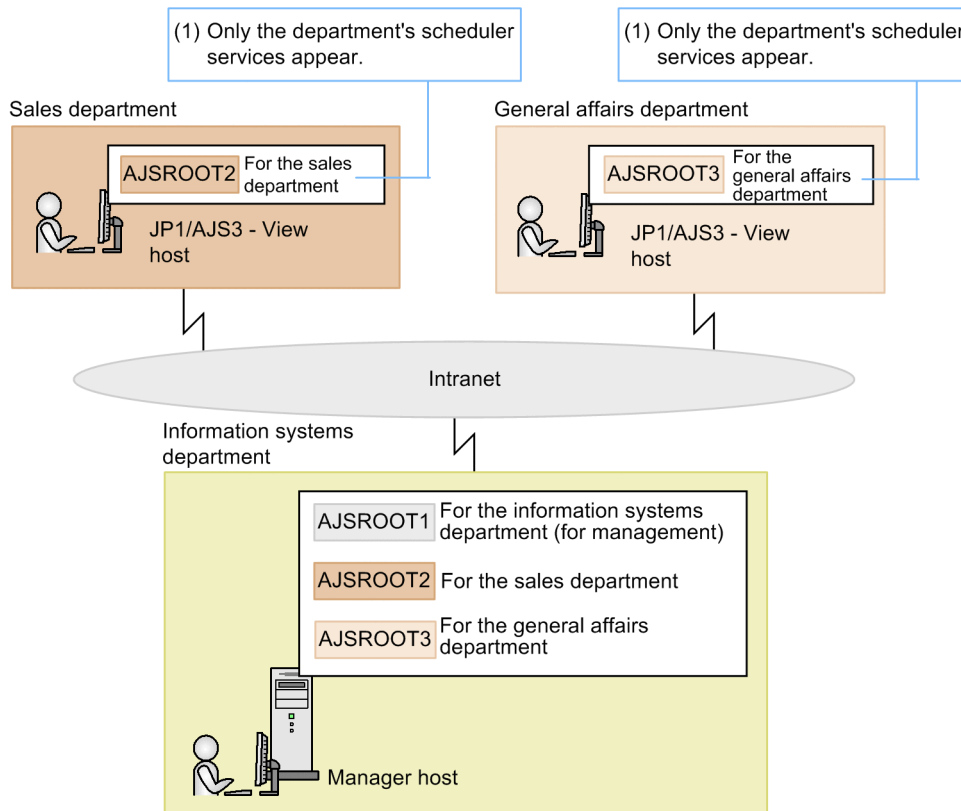 (1) Only the department's scheduler
services appear.
(1) Only the department's scheduler
services appear.
Sales department
General affairs department
AJSROOT2
For the sales
department
JP1/AJS3 - View
host
AJSROOT3
For the
general affairs
department
JP1/AJS3 - View
host
Intranet
Information systems
department
AJSROOT1
For the information systems
department (for management)
AJSROOT2
For the sales department
AJSROOT3
For the general affairs
department
Manager host